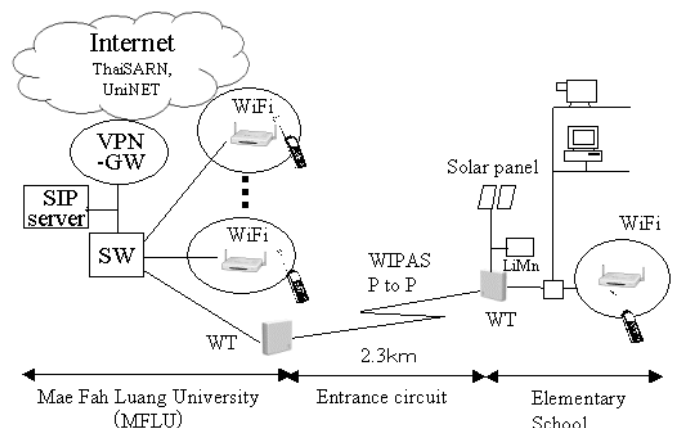 Internet
ThaiSARN,
UniNET
VPN
-GW
SIP
server
SW
WiFi
WiFi
WT
WIPAS
P to P
2.3km
Solar panel
LiMn
WT
WiFi
Mae Fah Luang University
(MFLU)
Entrance circuit
Elementary
School